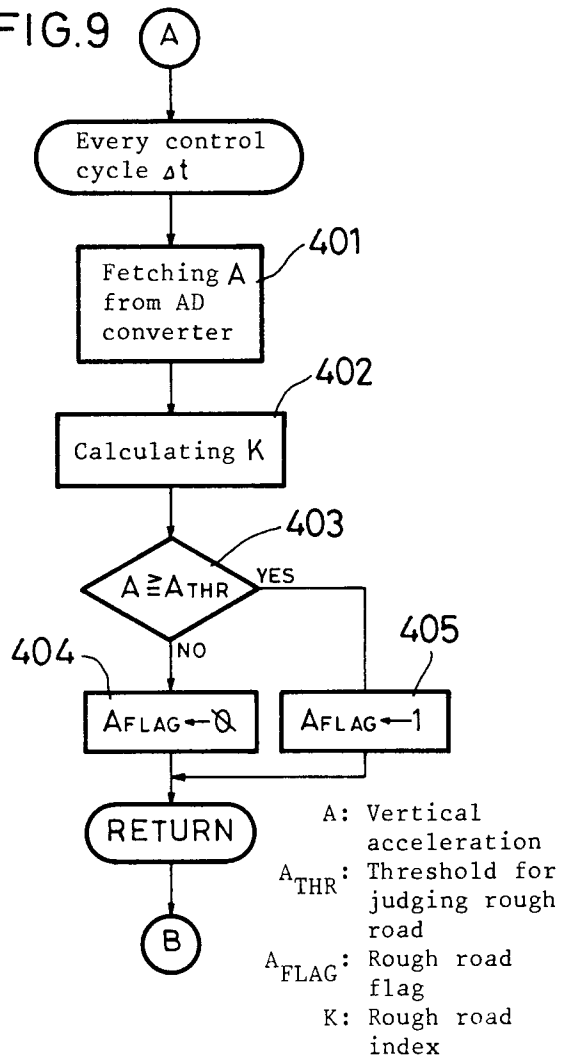 FIG.9
A
Every control
cycle Δt
401
Fetching A
from AD
converter
402
Calculating K
403
A≧ATHR
YES
NO
404
405
AFLAG←0
AFLAG←1
RETURN
B
A: Vertical
acceleration
ATHR: Threshold for
judging rough
road
AFLAG: Rough road
flag
K: Rough road
index